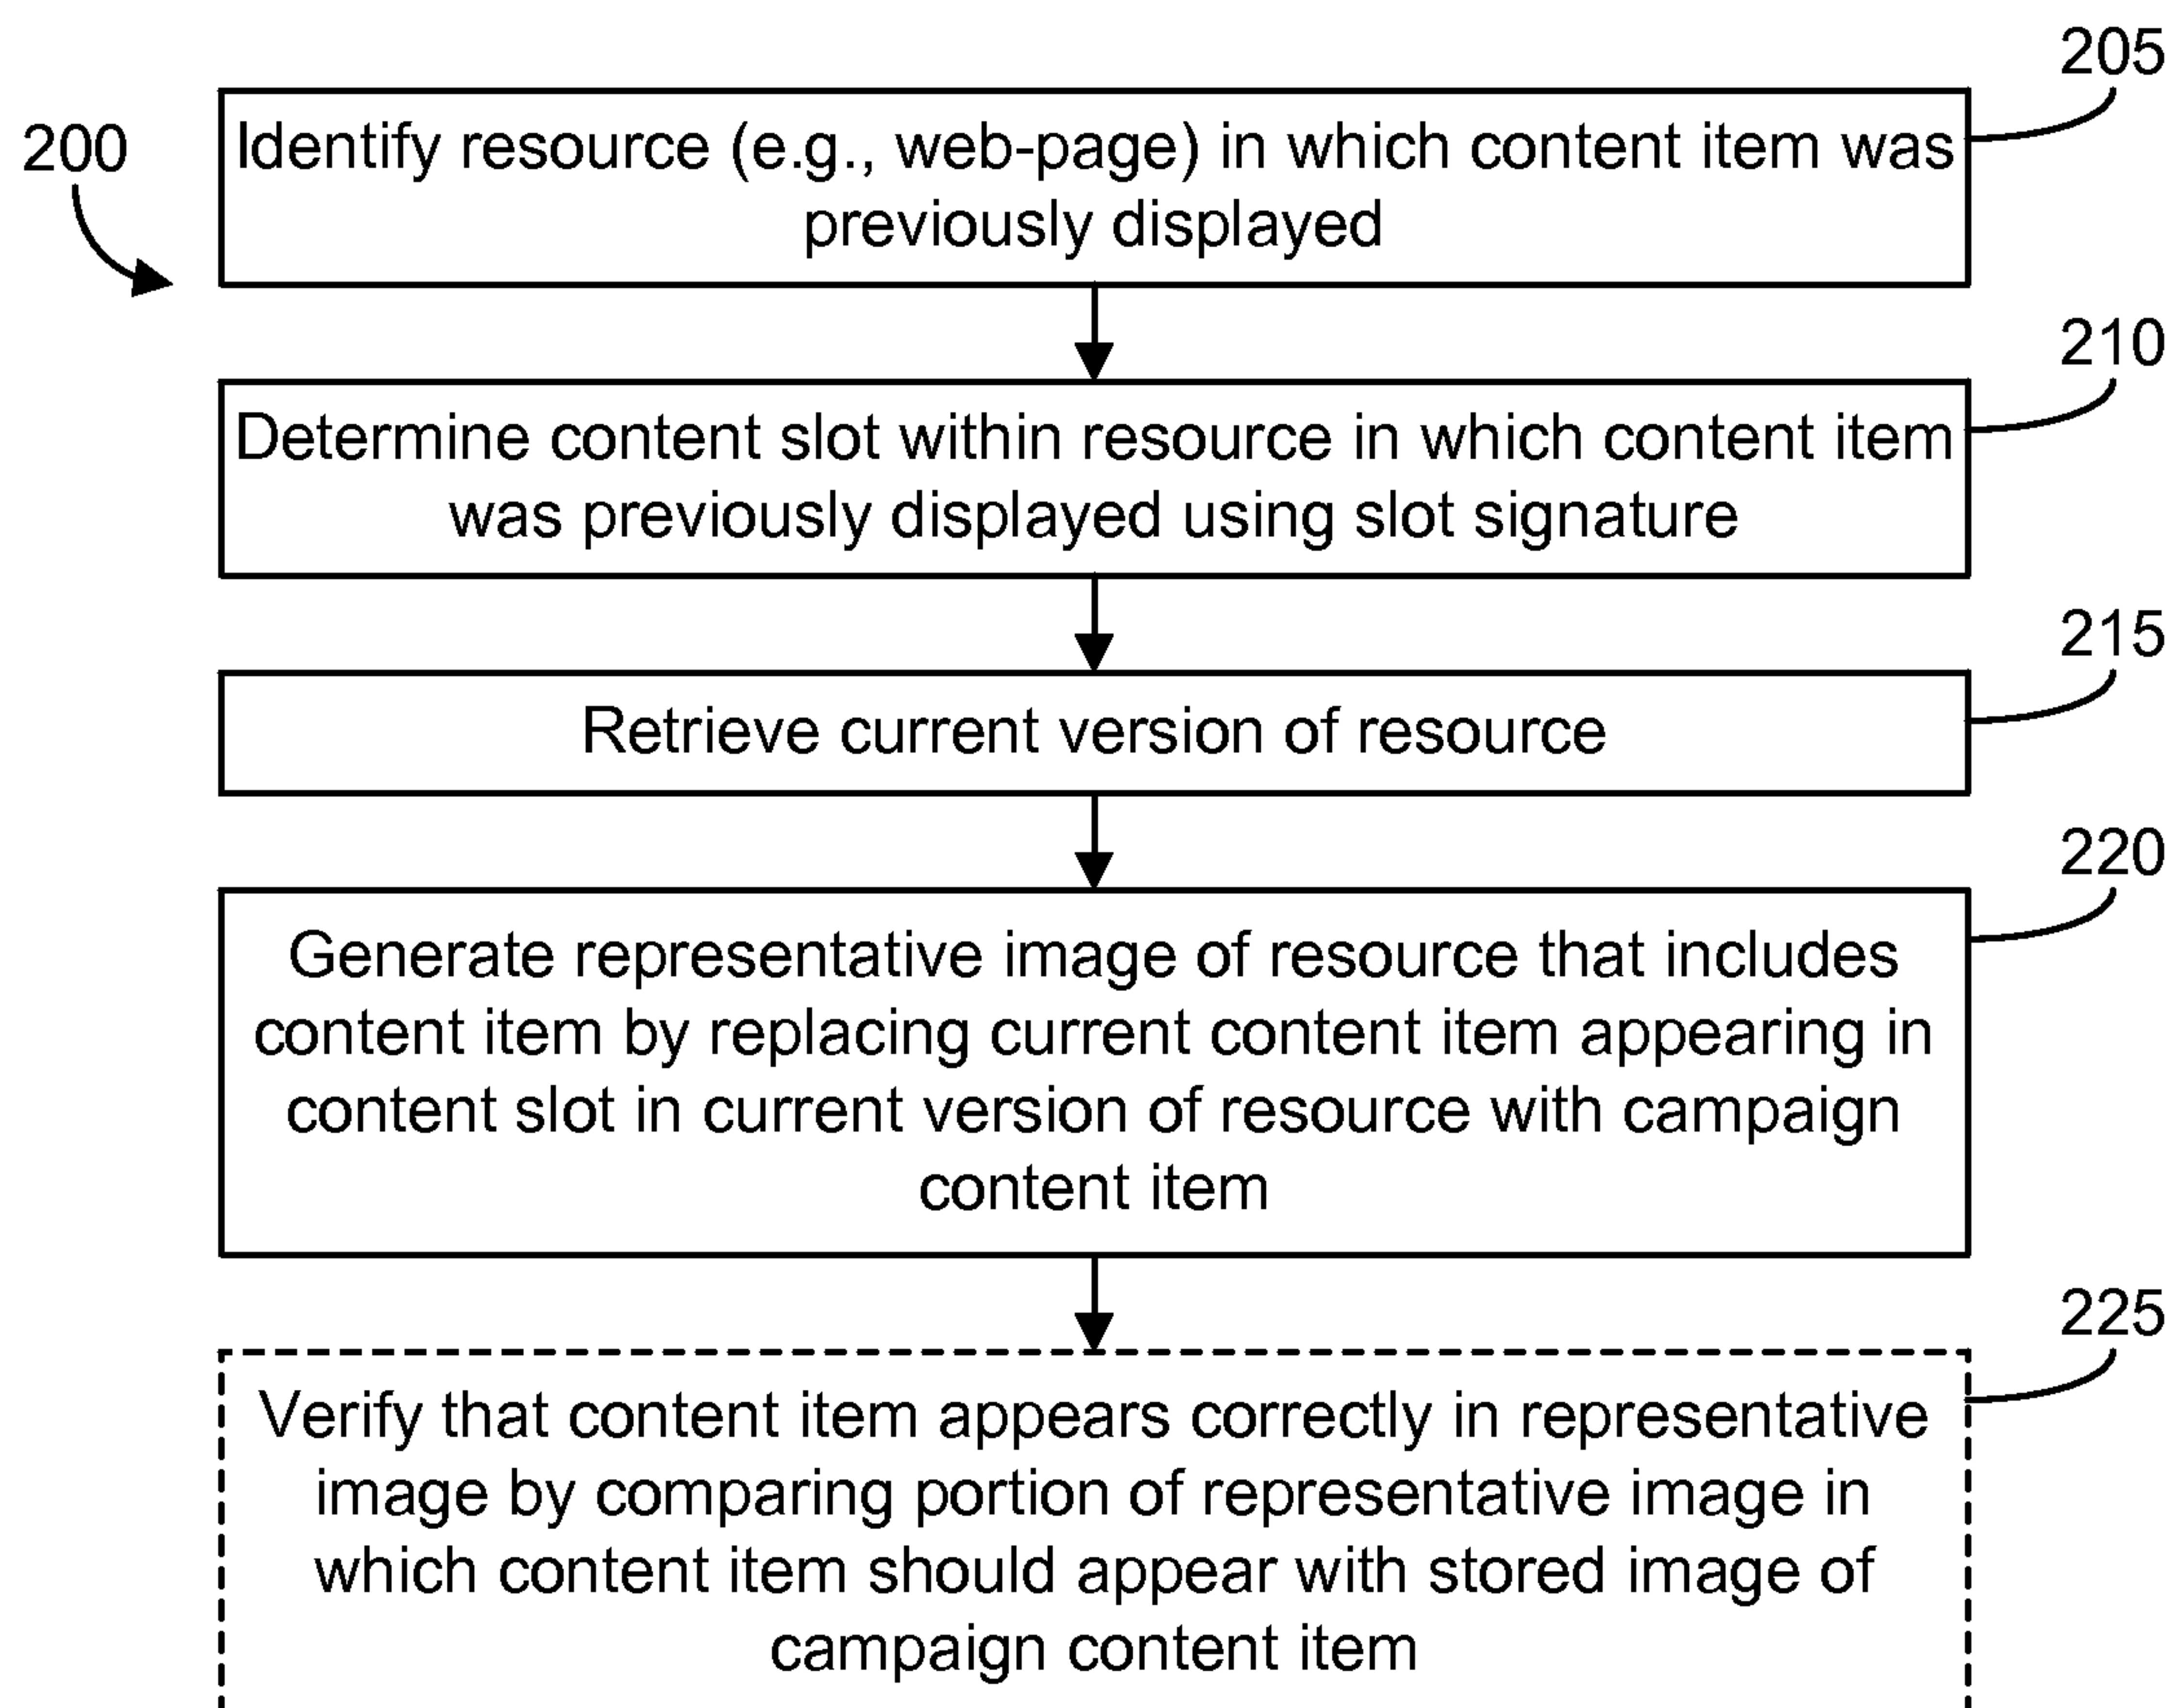 205
200
Identify resource (e.g., web-page) in which content item was
previously displayed
210
Determine content slot within resource in which content item
was previously displayed using slot signature
215
Retrieve current version of resource
220
Generate representative image of resource that includes
content item by replacing current content item appearing in
content slot in current version of resource with campaign
content item
225
Verify that content item appears correctly in representative
image by comparing portion of representative image in
which content item should appear with stored image of
campaign content item